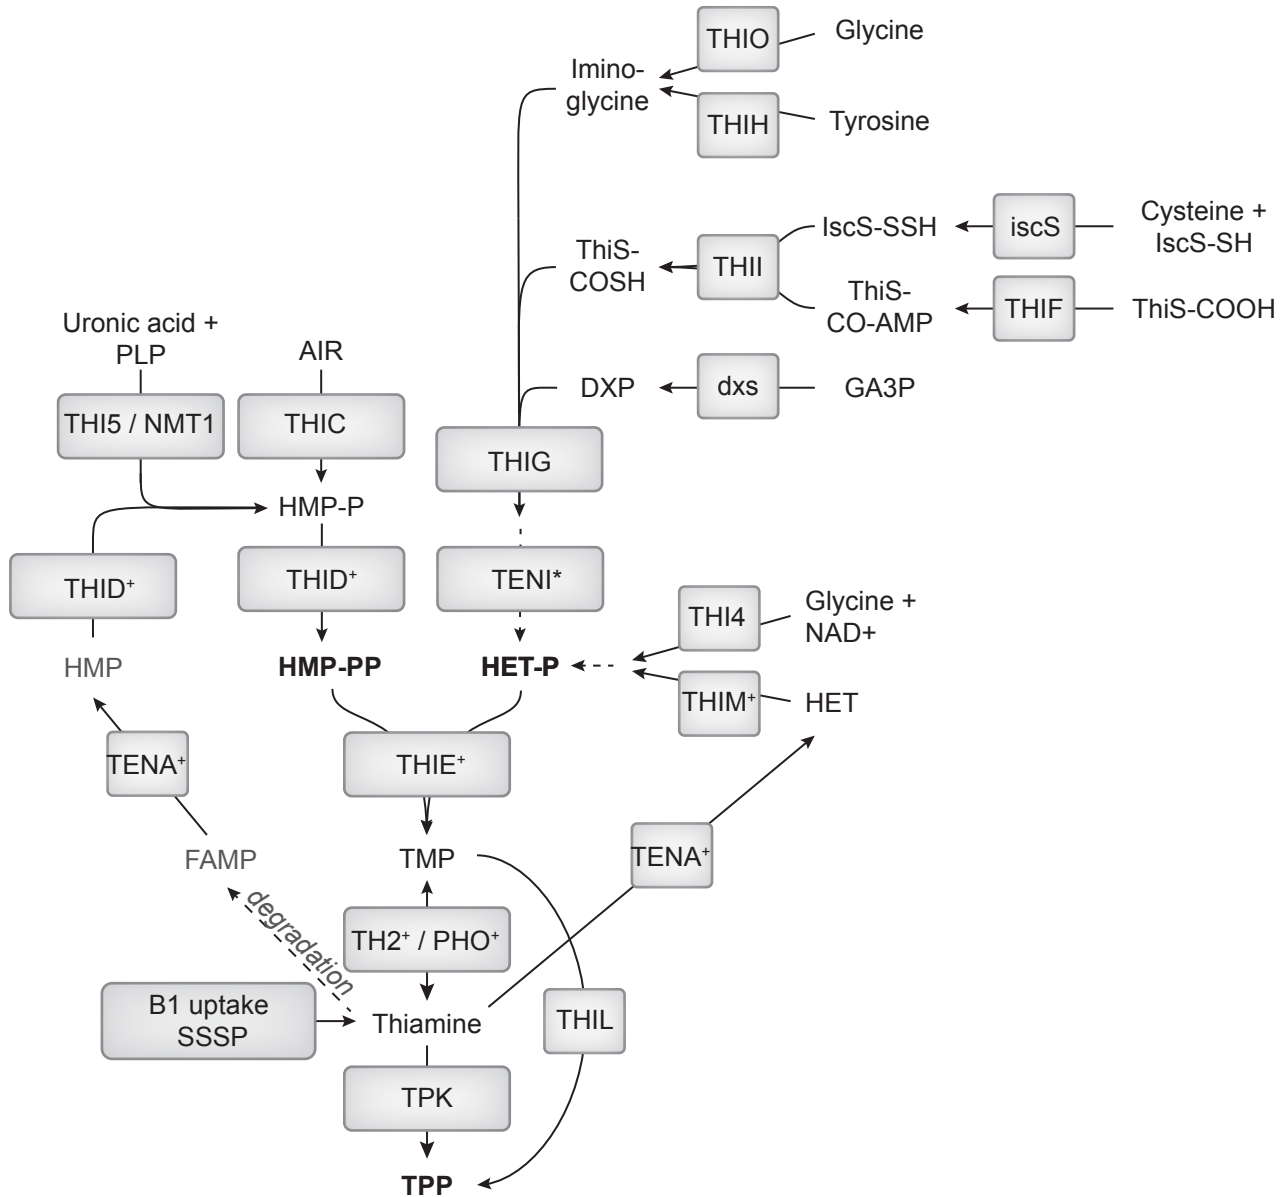 THIO
Glycine
Imino-
glycine
THIH
Tyrosine
Cysteine +
IscS-SH
iscS
IscS-SSH
ThiS-
COSH
THII
ThiS-
CO-AMP
THIF
ThiS-COOH
Uronic acid +
PLP
AIR
DXP
dxs
GA3P
THI5 / NMT1
THIC
THIG
HMP-P
THID⁺
THID⁺
TENI*
THI4
Glycine +
NAD+
HMP
HMP-PP
HET-P
THIM⁺
HET
TENA⁺
THIE⁺
FAMP
TMP
TENA⁺
degradation
TH2⁺ / PHO⁺
B1 uptake
SSSP
Thiamine
THIL
TPK
TPP